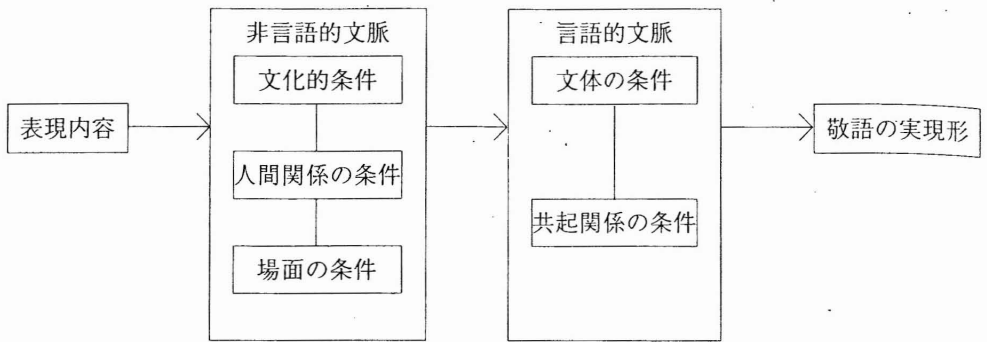 表現内容
非言語的文脈
文化的条件
人間関係の条件
場面の条件
言語的文脈
文体の条件
共起関係の条件
敬語の実現形